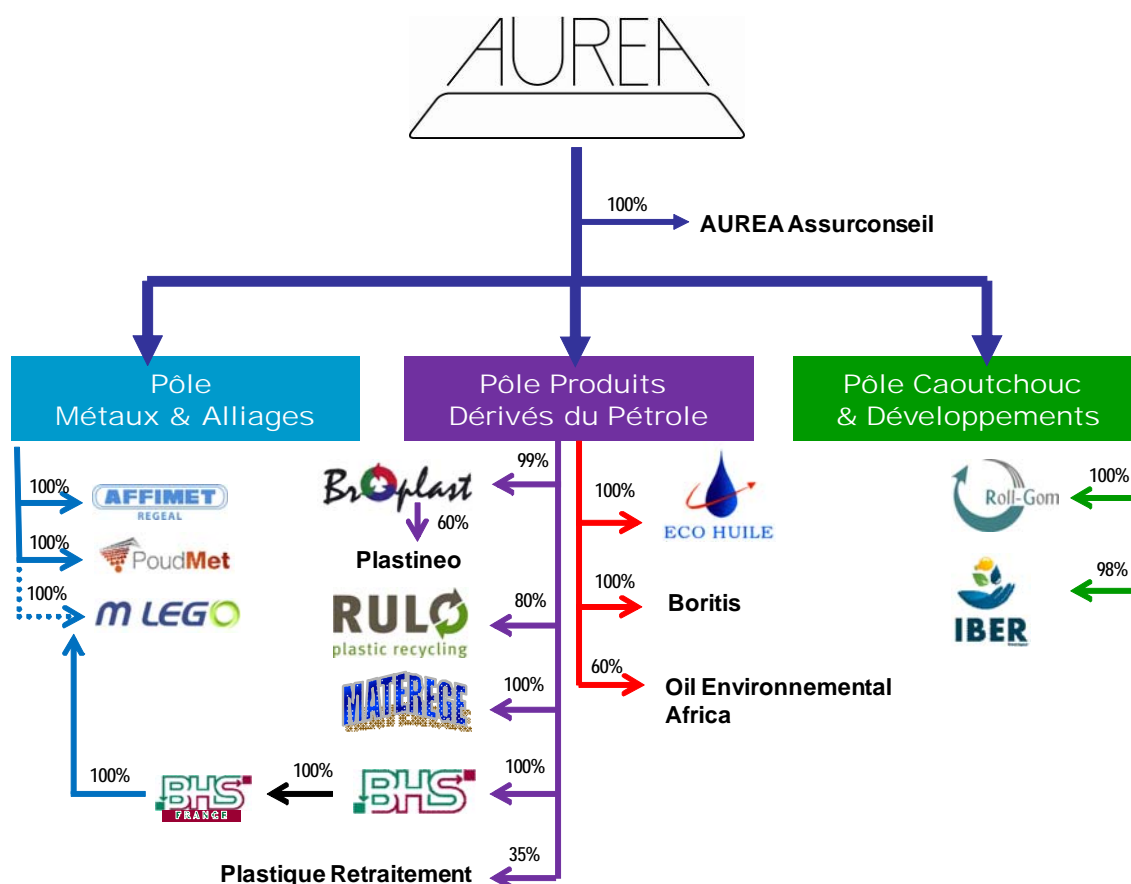 AUREA
100%
AUREA Assurconseil
Pôle
Métaux & Alliages
Pôle Produits
Dérivés du Pétrole
Pôle Caoutchouc
& Développements
100%
AFFIMET
REGEAL
100%
PoudMet
100%
M LEGO
Broplast
99%
60%
Plastineo
RULO
plastic recycling
80%
MATEREGE
100%
100%
BHS
FRANCE
100%
BHS
100%
Plastique Retraitement
35%
100%
ECO HUILE
100%
Boritis
60%
Oil Environnemental
Africa
Roll-Gom
100%
IBER
98%